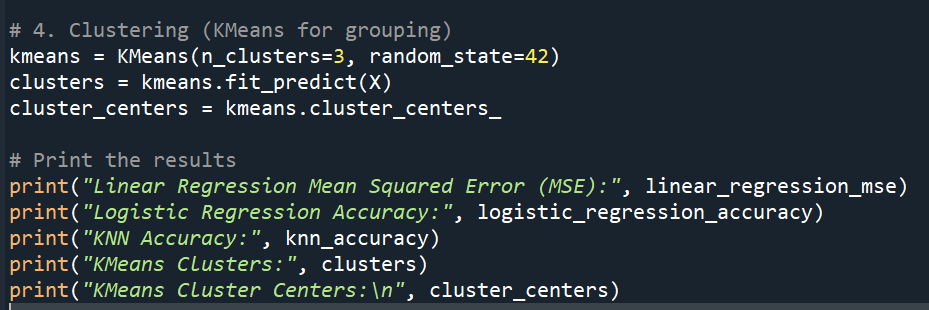 # 4. Clustering (KMeans for grouping)
kmeans = KMeans(n_clusters=3, random_state=42)
clusters = kmeans.fit_predict(X)
cluster_centers = kmeans.cluster_centers_
# Print the results
print("Linear Regression Mean Squared Error (MSE):", linear_regression_mse)
print("Logistic Regression Accuracy:", logistic_regression_accuracy)
print("KNN Accuracy:", knn_accuracy)
print("KMeans Clusters:", clusters)
print("KMeans Cluster Centers:\n", cluster_centers)